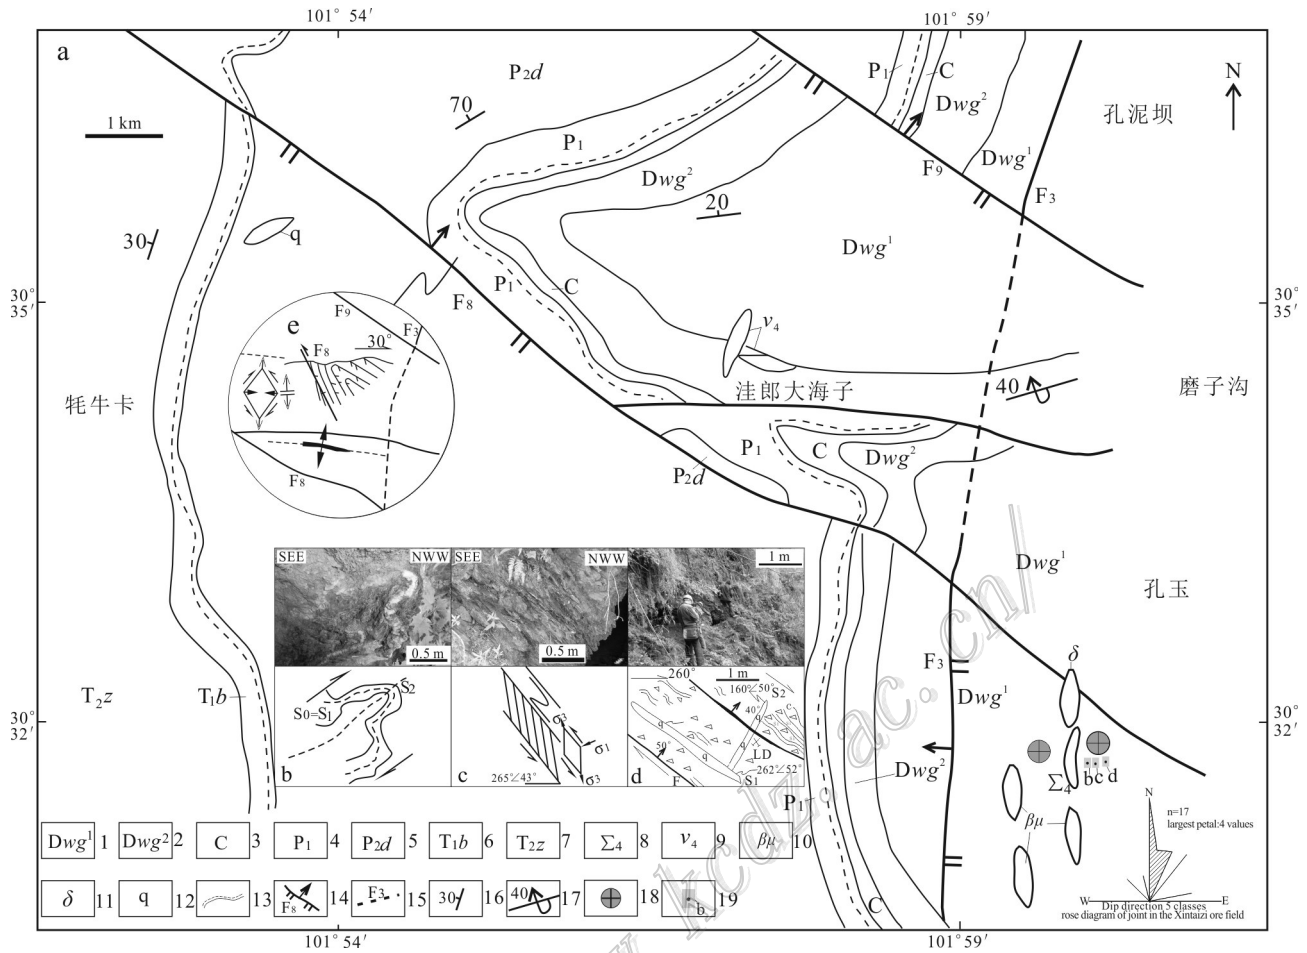 101° 54′
101° 59′
a
P₂d
P₁
C
Dwg²
N
1 km
70
孔泥坝
P₁
Dwg²
Dwg¹
F₉
F₃
20
30
q
Dwg¹
30°
35′
P₁
C
F₈
30°
35′
F₉
e
F₃
30°
F₈
ν₄
洼郎大海子
40
磨子沟
牦牛卡
P₁
C
Dwg²
P₂d
F₈
SEE
NWW
SEE
NWW
1 m
0.5 m
0.5 m
Dwg¹
孔玉
F₃
δ
T₂z
T₁b
S₂
S₀=S₁
b
σ₃
σ₁
σ₃
265°∠43°
c
260°
1 m
160°∠50°
S₂
40°
c
q
q
q
50°
LD
q
S₁
262°∠52°
F
d
Dwg¹
30°
32′
30°
32′
Dwg²
P₁
Σ₄
b
c
d
βμ
N
n=17
largest petal:4 values
W
E
Dip direction 5 classes
rose diagram of joint in the Xintaizi ore field
Dwg¹ 1
Dwg² 2
C 3
P₁ 4
P₂d 5
T₁b 6
T₂z 7
Σ₄ 8
ν₄ 9
βμ 10
δ 11
q 12
13
F₈ 14
F₃ 15
30 16
40 17
18
b 19
C
101° 54′
101° 59′
kcdz.ac.cn/